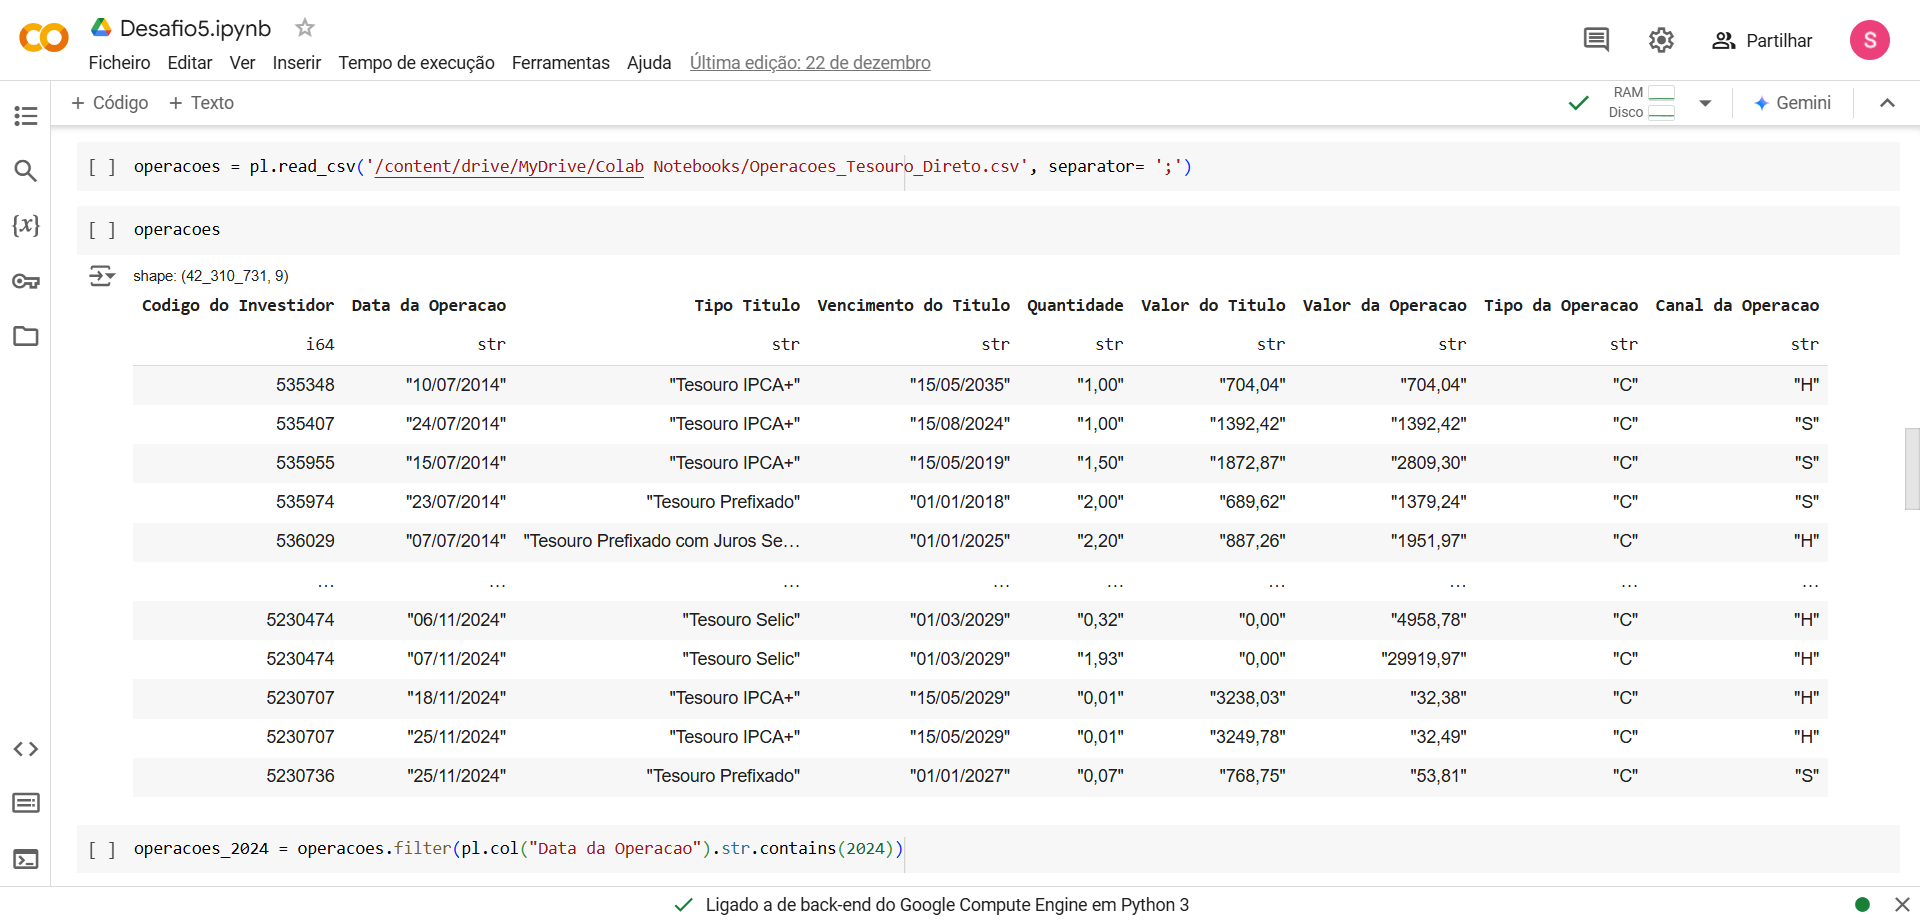 Desafio5.ipynb
Ficheiro Editar Ver Inserir Tempo de execução Ferramentas Ajuda Última edição: 22 de dezembro
Partilhar
S
+ Código + Texto
RAM
Disco
Gemini
[ ] operacoes = pl.read_csv('/content/drive/MyDrive/Colab Notebooks/Operacoes_Tesouro_Direto.csv', separator= ';')
[ ] operacoes
shape: (42_310_731, 9)
Codigo do Investidor Data da Operacao Tipo Titulo Vencimento do Titulo Quantidade Valor do Titulo Valor da Operacao Tipo da Operacao Canal da Operacao
i64 str str str str str str str str
535348 "10/07/2014" "Tesouro IPCA+" "15/05/2035" "1,00" "704,04" "704,04" "C" "H"
535407 "24/07/2014" "Tesouro IPCA+" "15/08/2024" "1,00" "1392,42" "1392,42" "C" "S"
535955 "15/07/2014" "Tesouro IPCA+" "15/05/2019" "1,50" "1872,87" "2809,30" "C" "S"
535974 "23/07/2014" "Tesouro Prefixado" "01/01/2018" "2,00" "689,62" "1379,24" "C" "S"
536029 "07/07/2014" "Tesouro Prefixado com Juros Se… "01/01/2025" "2,20" "887,26" "1951,97" "C" "H"
… … … … … … … … …
5230474 "06/11/2024" "Tesouro Selic" "01/03/2029" "0,32" "0,00" "4958,78" "C" "H"
5230474 "07/11/2024" "Tesouro Selic" "01/03/2029" "1,93" "0,00" "29919,97" "C" "H"
5230707 "18/11/2024" "Tesouro IPCA+" "15/05/2029" "0,01" "3238,03" "32,38" "C" "H"
5230707 "25/11/2024" "Tesouro IPCA+" "15/05/2029" "0,01" "3249,78" "32,49" "C" "H"
5230736 "25/11/2024" "Tesouro Prefixado" "01/01/2027" "0,07" "768,75" "53,81" "C" "S"
[ ] operacoes_2024 = operacoes.filter(pl.col("Data da Operacao").str.contains(2024))
Ligado a de back-end do Google Compute Engine em Python 3